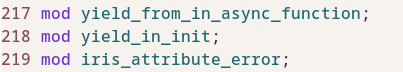 217 mod yield_from_in_async_function;
218 mod yield_in_init;
219 mod iris_attribute_error;